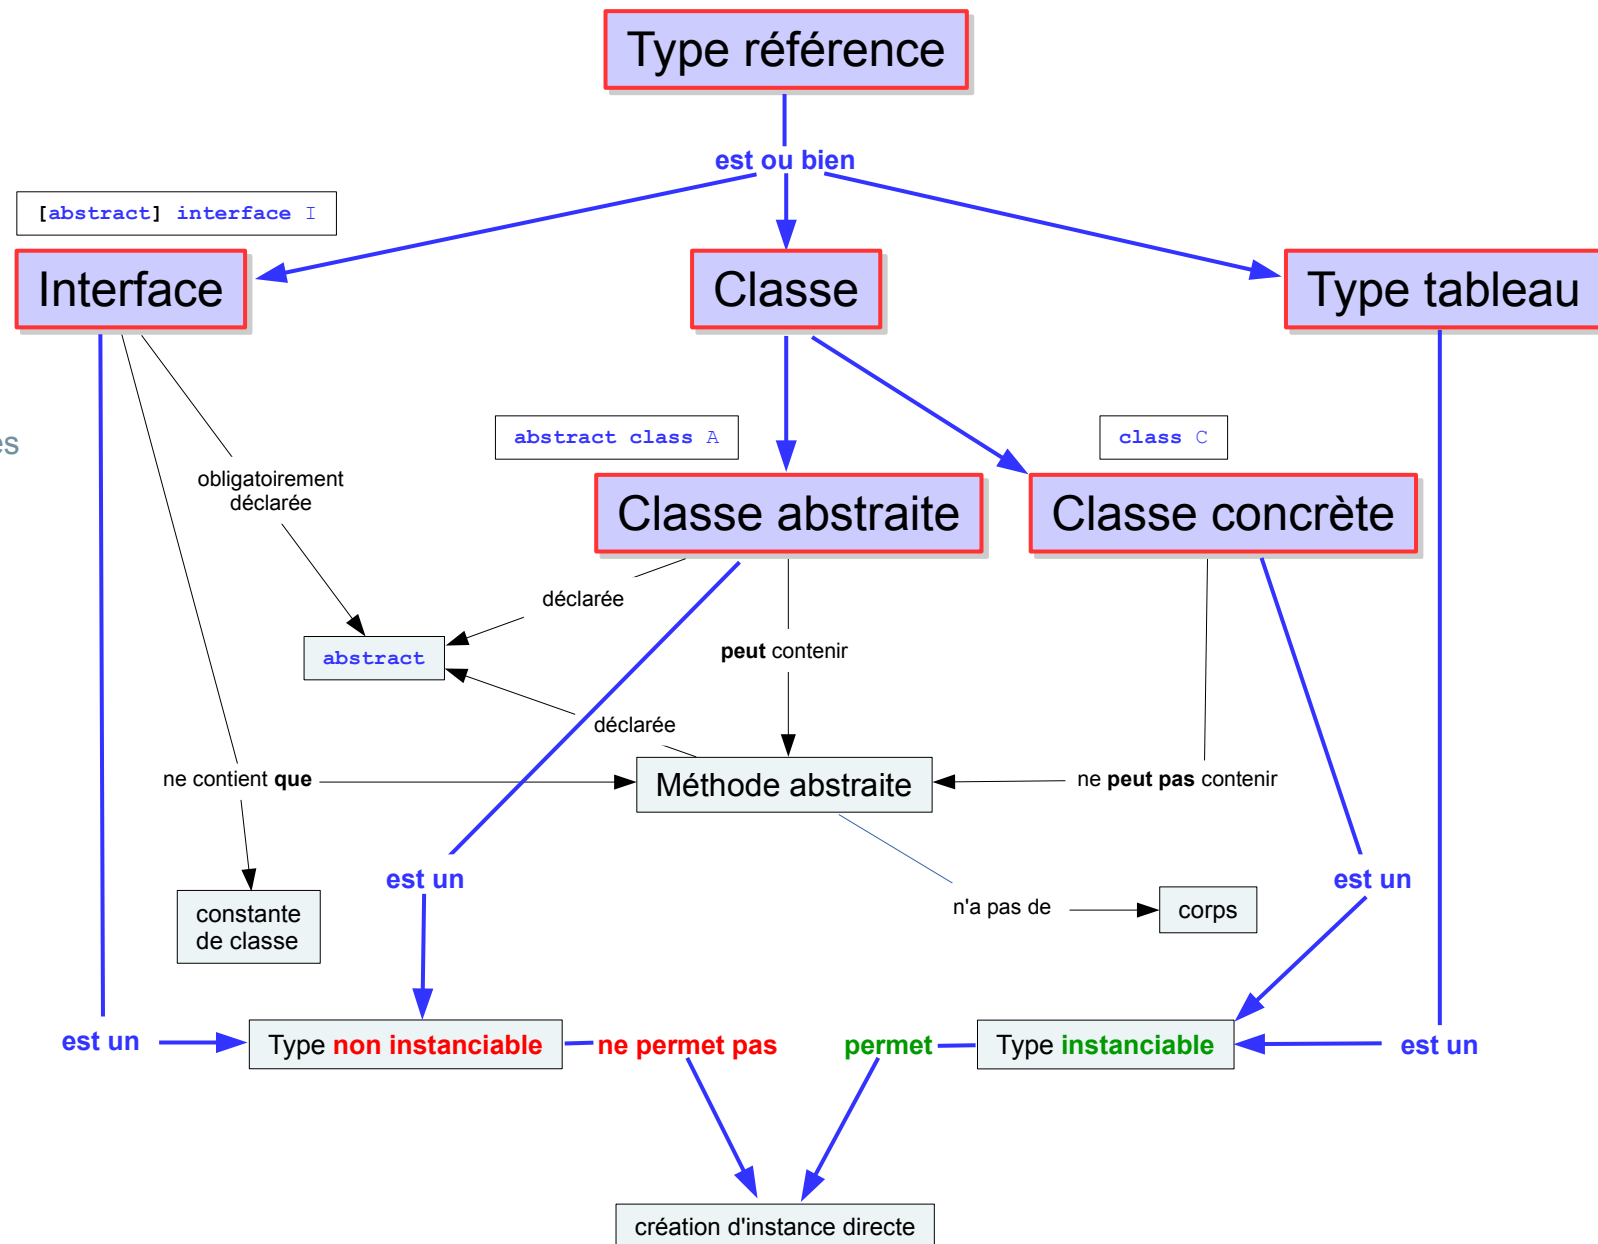 Type référence
est ou bien
[abstract] interface I
Interface
Classe
Type tableau
abstract class A
class C
es
obligatoirement
déclarée
Classe abstraite
Classe concrète
déclarée
abstract
peut contenir
déclarée
ne contient que
Méthode abstraite
ne peut pas contenir
est un
est un
constante
de classe
n'a pas de
corps
est un
Type non instanciable
ne permet pas
permet
Type instanciable
est un
création d'instance directe